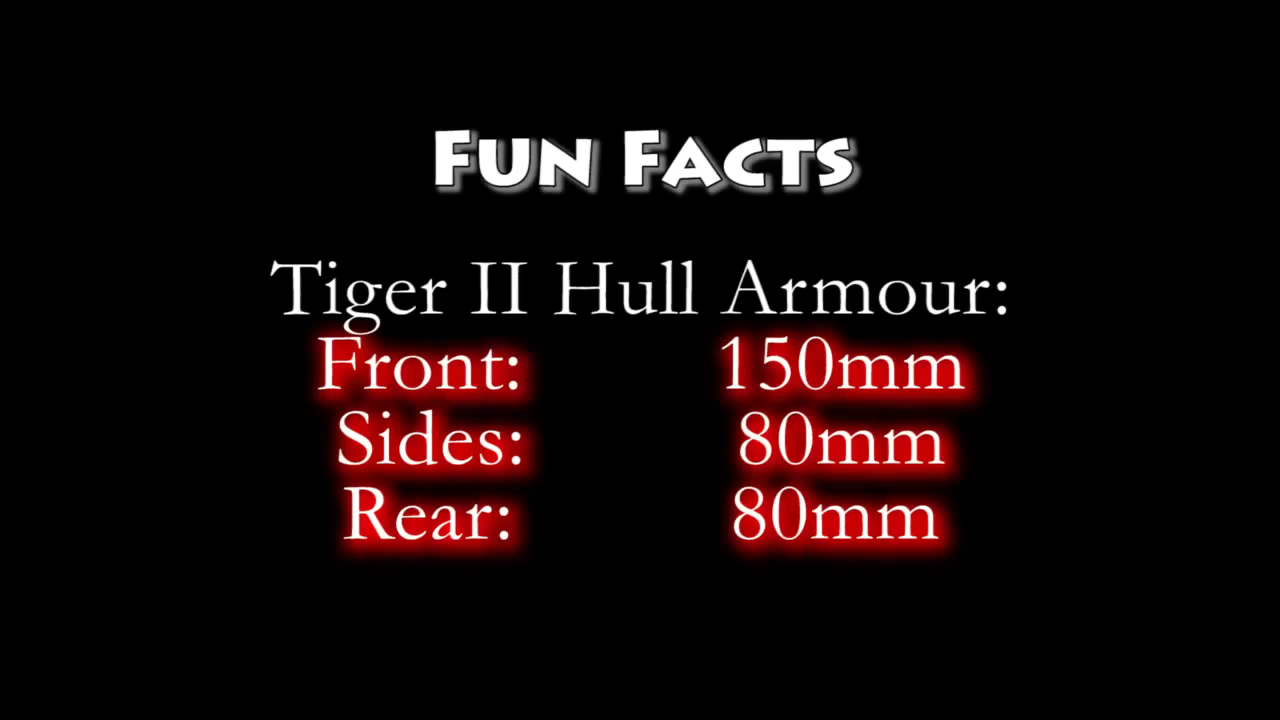 Fun Facts
Tiger II Hull Armour:
Front: 150mm
Sides: 80mm
Rear: 80mm